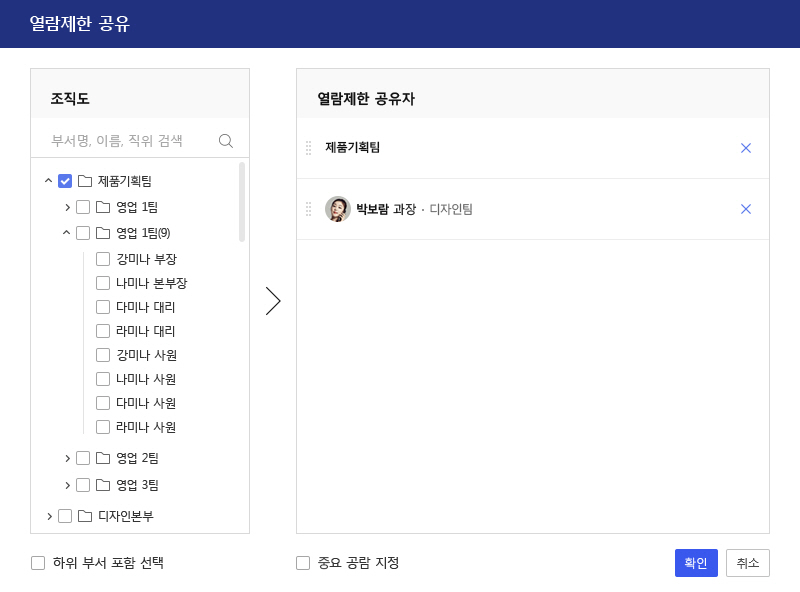 열람제한 공유
조직도
부서명, 이름, 직위 검색
제품기획팀
영업 1팀
영업 1팀(9)
강미나 부장
나미나 본부장
다미나 대리
라미나 대리
강미나 사원
나미나 사원
다미나 사원
라미나 사원
영업 2팀
영업 3팀
디자인본부
하위 부서 포함 선택
열람제한 공유자
제품기획팀
박보람 과장 · 디자인팀
중요 공람 지정
확인
취소